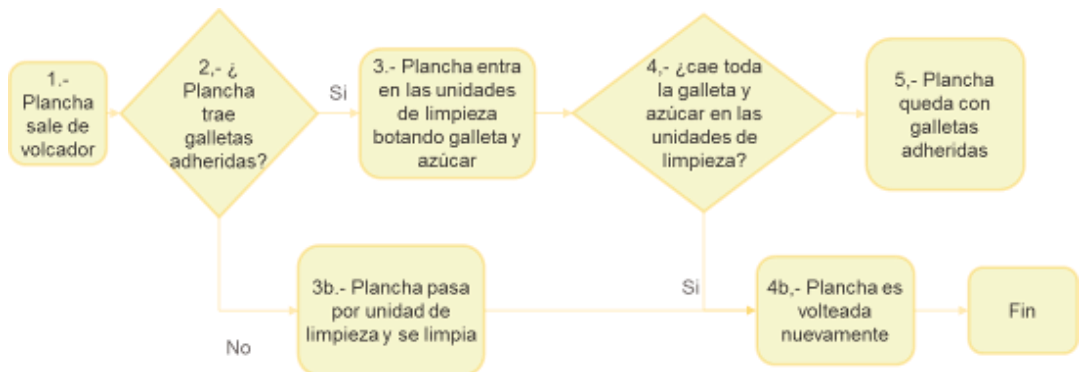 1.-
Plancha
sale de
volcador
2,- ¿
Plancha
trae
galletas
adheridas?
Si
3.- Plancha entra
en las unidades
de limpieza
botando galleta y
azúcar
4,- ¿cae toda
la galleta y
azúcar en las
unidades de
limpieza?
5,- Plancha
queda con
galletas
adheridas
No
3b.- Plancha pasa
por unidad de
limpieza y se limpia
Si
4b,- Plancha es
volteada
nuevamente
Fin